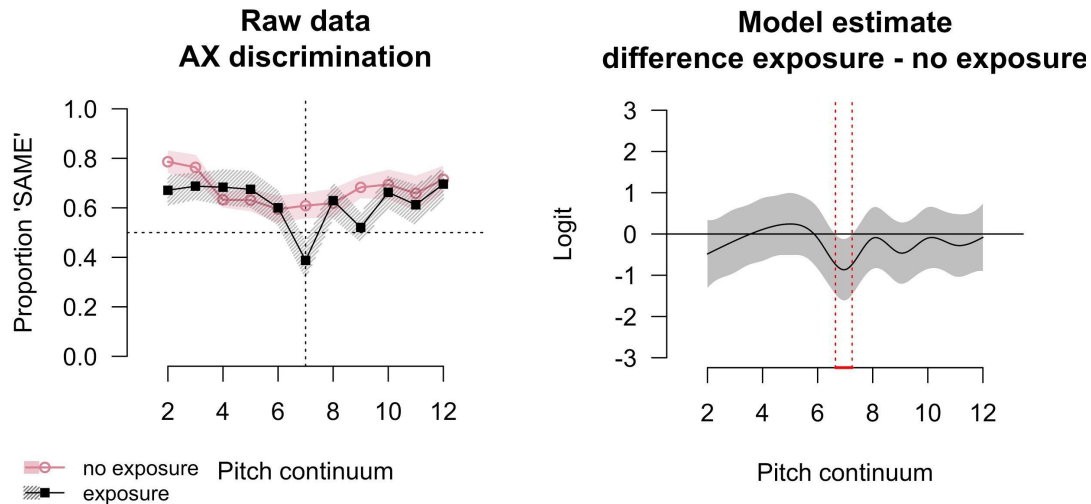 Raw data
AX discrimination
Proportion 'SAME'
1.0
0.8
0.6
0.4
0.2
0.0
2 4 6 8 10 12
Pitch continuum
no exposure
exposure
Model estimate
difference exposure - no exposure
Logit
3
2
1
0
-1
-2
-3
2 4 6 8 10 12
Pitch continuum